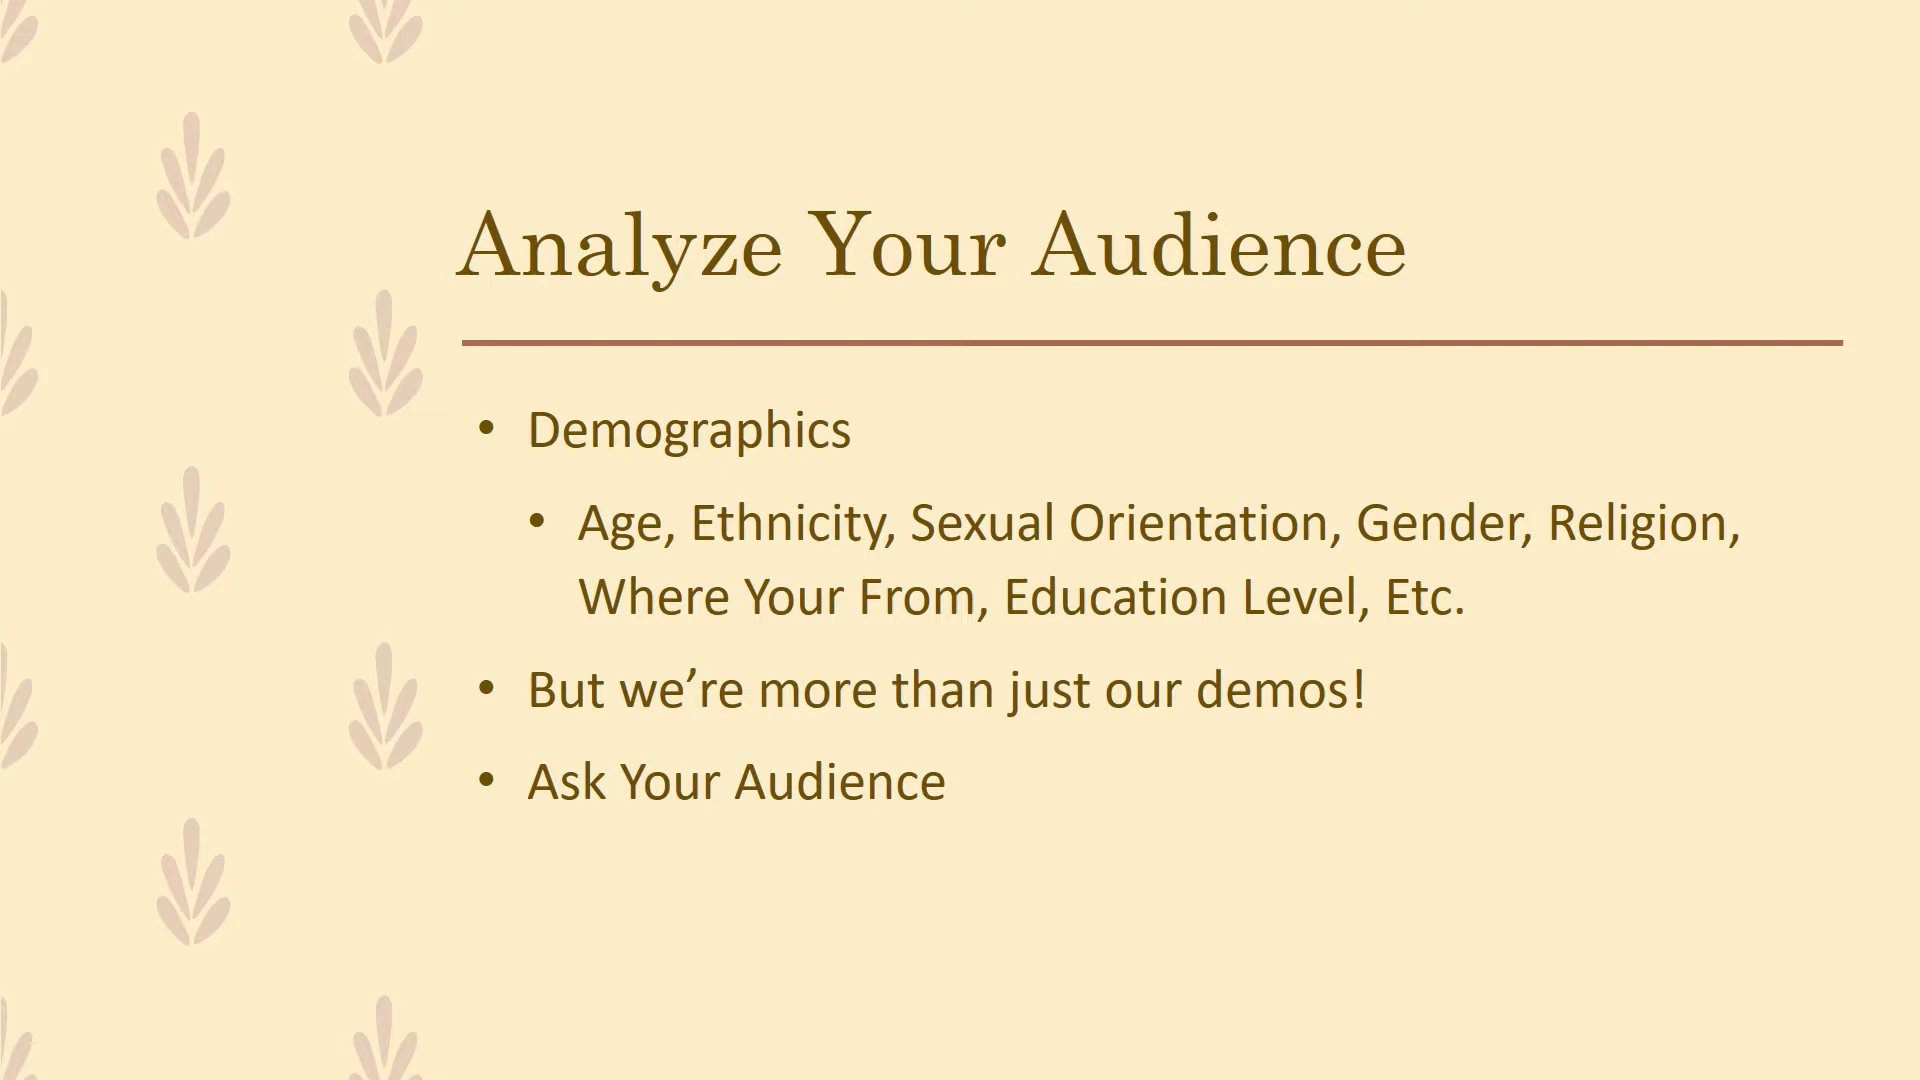 Analyze Your Audience
• Demographics
• Age, Ethnicity, Sexual Orientation, Gender, Religion,
Where Your From, Education Level, Etc.
• But we’re more than just our demos!
• Ask Your Audience